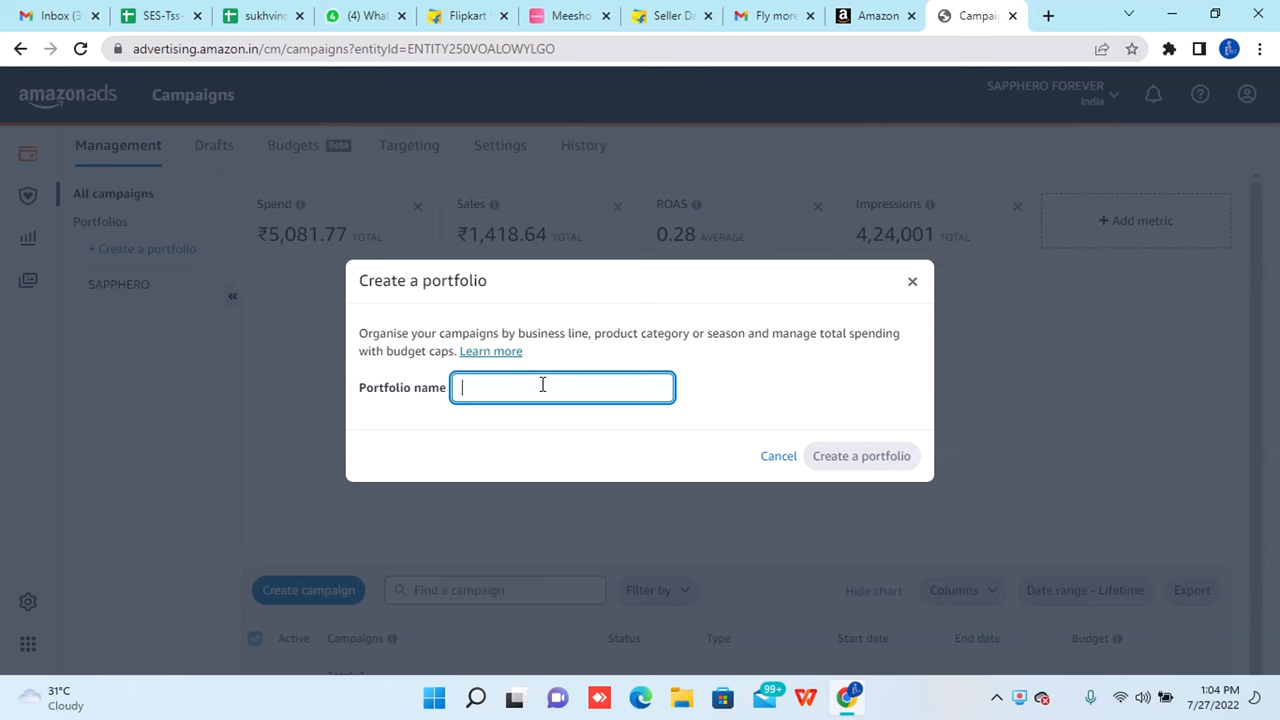 Inbox (3
SES-Tss-
sukhvind
(4) What
Flipkart S
Meesho
Seller Da
Fly more
Amazon
Campaig
advertising.amazon.in/cm/campaigns?entityId=ENTITY250VOALOWYLGO
amazonads
Campaigns
SAPPHERO FOREVER
India
Management
Drafts
Budgets Beta
Targeting
Settings
History
All campaigns
Portfolios
+ Create a portfolio
SAPPHERO
Spend
₹5,081.77 TOTAL
Sales
₹1,418.64 TOTAL
ROAS
0.28 AVERAGE
Impressions
4,24,001 TOTAL
+ Add metric
Create a portfolio
Organise your campaigns by business line, product category or season and manage total spending
with budget caps. Learn more
Portfolio name
Cancel
Create a portfolio
Create campaign
Find a campaign
Filter by
Hide chart
Columns
Date range - Lifetime
Export
Active
Campaigns
Status
Type
Start date
End date
Budget
31°C
Cloudy
99+
1:04 PM
7/27/2022